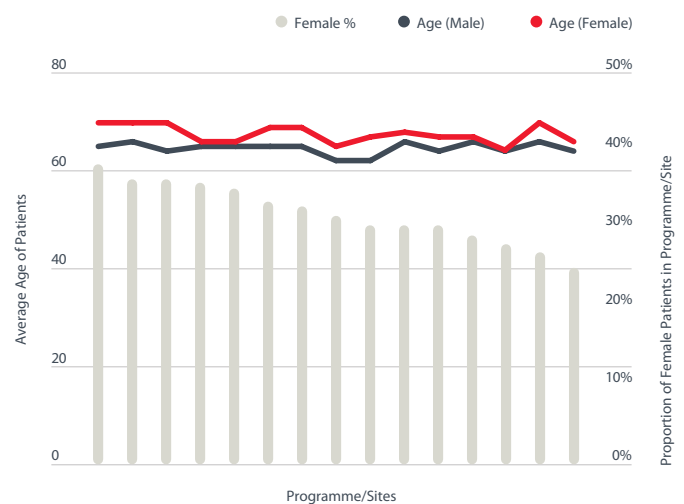 Female % Age (Male) Age (Female)
80 50%
40%
60
30%
40
20%
20
10%
0 0%
Average Age of Patients
Proportion of Female Patients in Programme/Site
Programme/Sites